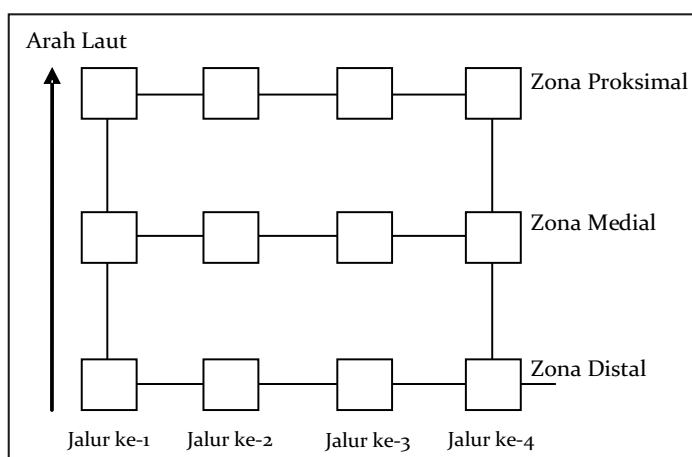 Arah Laut
Zona Proksimal
Zona Medial
Zona Distal
Jalur ke-1 Jalur ke-2 Jalur ke-3 Jalur ke-4